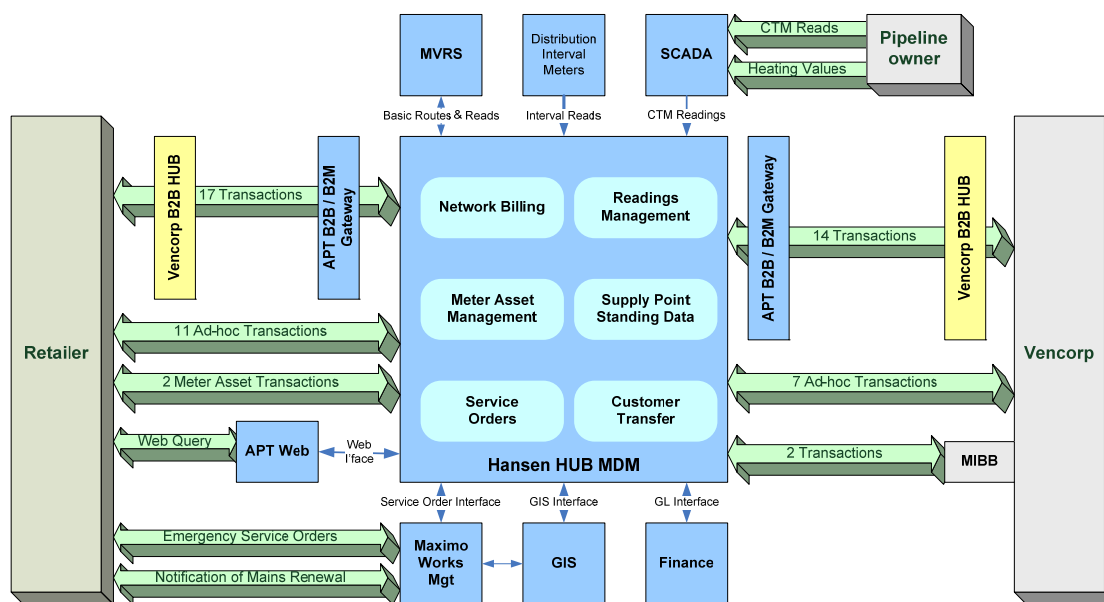 MVRS
Distribution
Interval
Meters
SCADA
CTM Reads
Heating Values
Pipeline
owner
Basic Routes & Reads
Interval Reads
CTM Readings
Retailer
17 Transactions
Vencorp B2B HUB
APT B2B / B2M
Gateway
Network Billing
Readings
Management
Meter Asset
Management
Supply Point
Standing Data
Service
Orders
Customer
Transfer
Hansen HUB MDM
APT B2B / B2M Gateway
14 Transactions
Vencorp B2B HUB
Vencorp
11 Ad-hoc Transactions
2 Meter Asset Transactions
7 Ad-hoc Transactions
Web Query
APT Web
Web
I'face
2 Transactions
MIBB
Service Order Interface
GIS Interface
GL Interface
Emergency Service Orders
Notification of Mains Renewal
Maximo
Works
Mgt
GIS
Finance